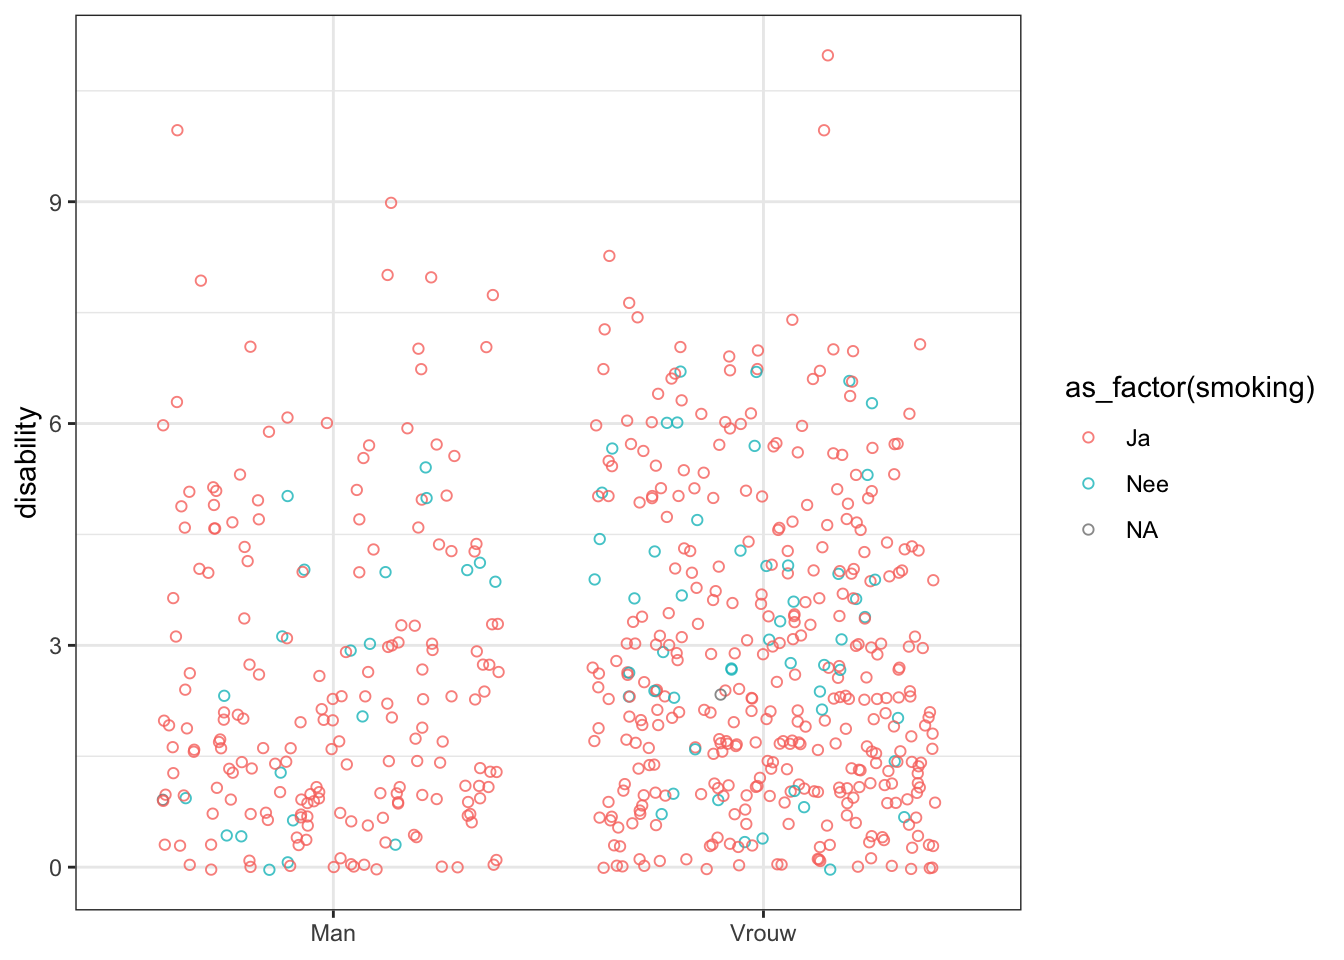 disability
9
6
3
0
Man
Vrouw
as_factor(smoking)
Ja
Nee
NA